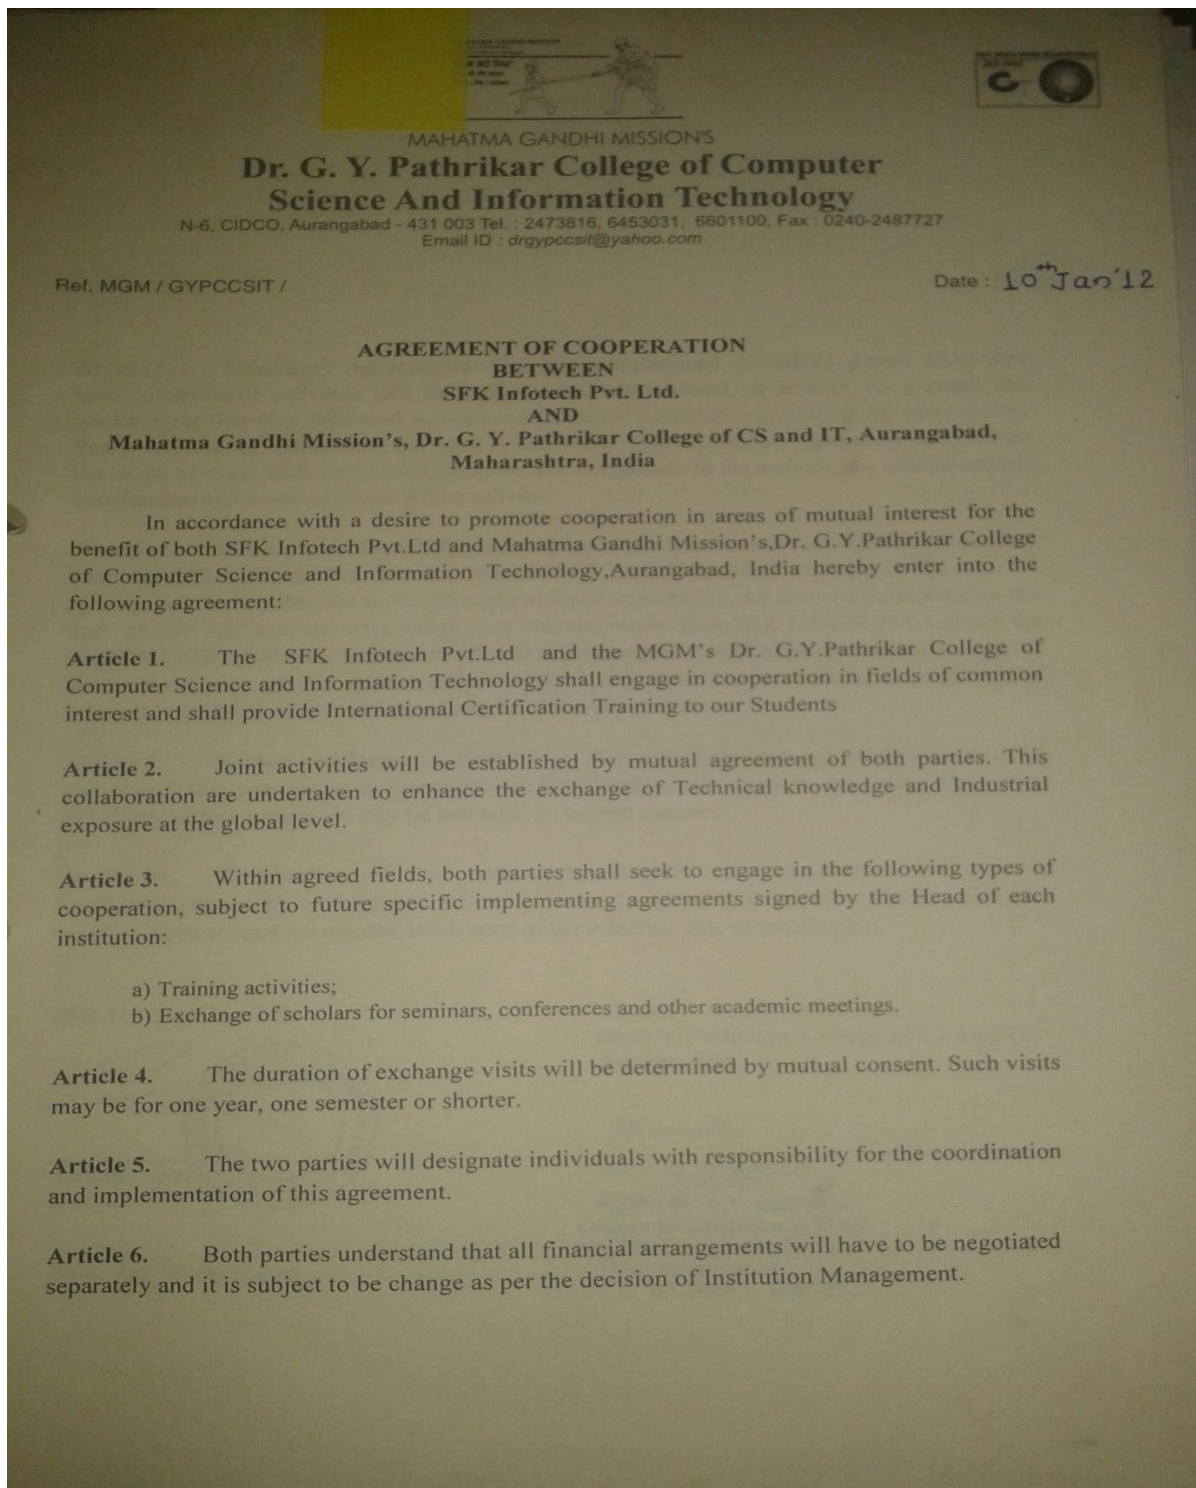 MAHATMA GANDHI MISSION'S
Dr. G. Y. Pathrikar College of Computer
Science And Information Technology
N-6, CIDCO, Aurangabad - 431 003 Tel. : 2473816, 6453031, 6601100, Fax : 0240-2487727
Email ID : drgypccsit@yahoo.com
Ref. MGM / GYPCCSIT /
Date : 10th Jan'12
AGREEMENT OF COOPERATION
BETWEEN
SFK Infotech Pvt. Ltd.
AND
Mahatma Gandhi Mission's, Dr. G. Y. Pathrikar College of CS and IT, Aurangabad,
Maharashtra, India
In accordance with a desire to promote cooperation in areas of mutual interest for the
benefit of both SFK Infotech Pvt.Ltd and Mahatma Gandhi Mission's,Dr. G.Y.Pathrikar College
of Computer Science and Information Technology,Aurangabad, India hereby enter into the
following agreement:
Article 1. The SFK Infotech Pvt.Ltd and the MGM's Dr. G.Y.Pathrikar College of
Computer Science and Information Technology shall engage in cooperation in fields of common
interest and shall provide International Certification Training to our Students
Article 2. Joint activities will be established by mutual agreement of both parties. This
collaboration are undertaken to enhance the exchange of Technical knowledge and Industrial
exposure at the global level.
Article 3. Within agreed fields, both parties shall seek to engage in the following types of
cooperation, subject to future specific implementing agreements signed by the Head of each
institution:
a) Training activities;
b) Exchange of scholars for seminars, conferences and other academic meetings.
Article 4. The duration of exchange visits will be determined by mutual consent. Such visits
may be for one year, one semester or shorter.
Article 5. The two parties will designate individuals with responsibility for the coordination
and implementation of this agreement.
Article 6. Both parties understand that all financial arrangements will have to be negotiated
separately and it is subject to be change as per the decision of Institution Management.